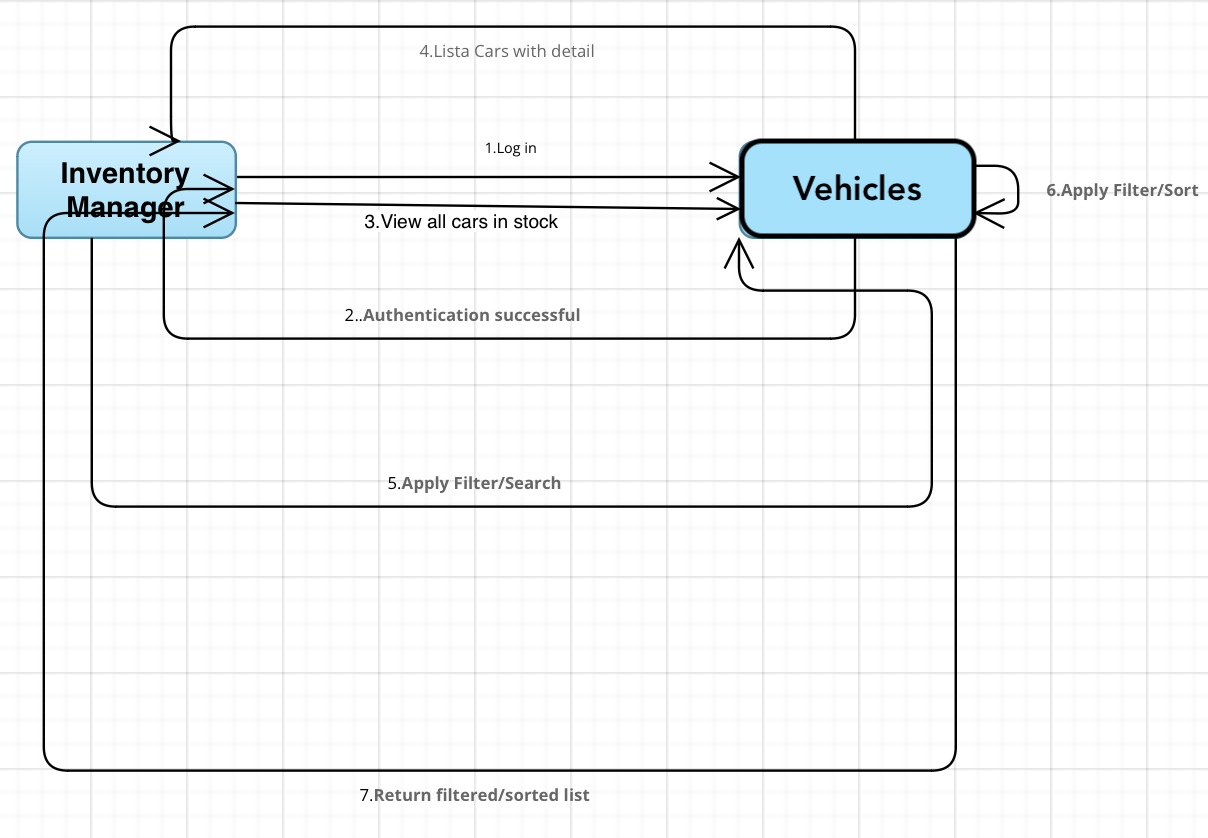 4.Lista Cars with detail
1.Log in
Inventory
Manager
Vehicles
6.Apply Filter/Sort
3.View all cars in stock
2..Authentication successful
5.Apply Filter/Search
7.Return filtered/sorted list